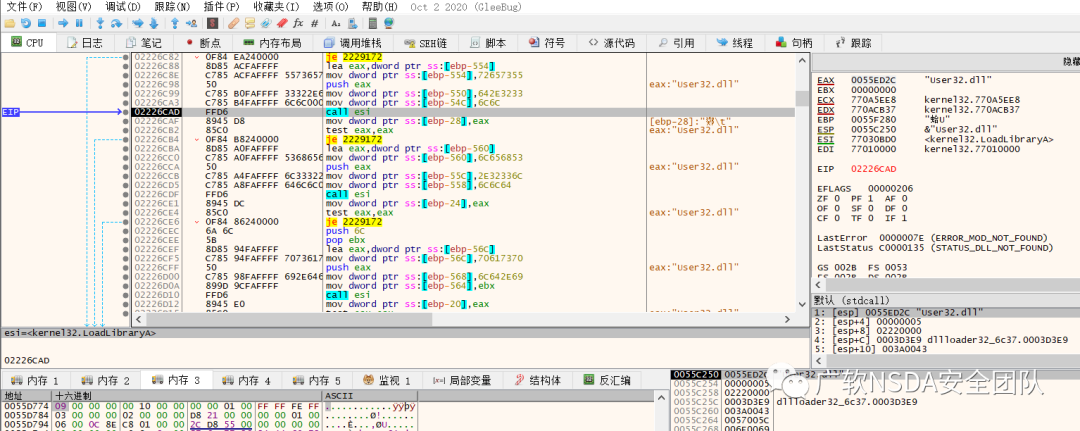 文件(F) 视图(V) 调试(D) 跟踪(N) 插件(P) 收藏夹(I) 选项(O) 帮助(H) Oct 2 2020 (GleeBug)
CPU 日志 笔记 断点 内存布局 调用堆栈 SEH链 脚本 符号 源代码 引用 线程 句柄 跟踪
02226C82 0F84 EA240000 je 2229172
02226C88 8D85 ACFAFFFF lea eax,dword ptr ss:[ebp-554]
02226C8E C785 ACFAFFFF 5573657 mov dword ptr ss:[ebp-554],72657355
02226C98 50 push eax eax:"User32.dll"
02226C99 C785 B0FAFFFF 33322E6 mov dword ptr ss:[ebp-550],642E3233
02226CA3 C785 B4FAFFFF 6C6C000 mov dword ptr ss:[ebp-54C],6C6C
EIP 02226CAD FFD6 call esi
02226CAF 8945 D8 mov dword ptr ss:[ebp-28],eax
02226CB2 85C0 test eax,eax eax:"User32.dll"
02226CB4 0F84 B8240000 je 2229172
02226CBA 8D85 A0FAFFFF lea eax,dword ptr ss:[ebp-560]
02226CC0 C785 A0FAFFFF 5368656 mov dword ptr ss:[ebp-560],6C656853
02226CCA 50 push eax eax:"User32.dll"
02226CCB C785 A4FAFFFF 6C33322 mov dword ptr ss:[ebp-55C],2E32336C
02226CD5 C785 A8FAFFFF 646C6C0 mov dword ptr ss:[ebp-558],6C6C64
02226CDF FFD6 call esi
02226CE1 8945 DC mov dword ptr ss:[ebp-24],eax
02226CE4 85C0 test eax,eax eax:"User32.dll"
02226CE6 0F84 86240000 je 2229172
02226CEC 6A 6C push 6C
02226CEE 5B pop ebx
02226CEF 8D85 94FAFFFF lea eax,dword ptr ss:[ebp-56C]
02226CF5 C785 94FAFFFF 7073617 mov dword ptr ss:[ebp-56C],70617370
02226CFF 50 push eax eax:"User32.dll"
02226D00 C785 98FAFFFF 692E646 mov dword ptr ss:[ebp-568],6C642E69
02226D0A 899D 9CFAFFFF mov dword ptr ss:[ebp-564],ebx
02226D10 FFD6 call esi
02226D12 8945 E0 mov dword ptr ss:[ebp-20],eax
隐藏
EAX 0055ED2C "User32.dll"
EBX 00000000
ECX 770A5EE8 kernel32.770A5EE8
EDX 770ACB37 kernel32.770ACB37
EBP 0055F280 "蛤U"
ESP 0055C250 &"User32.dll"
ESI 77030BD0 <kernel32.LoadLibraryA>
EDI 77010000 kernel32.77010000
EIP 02226CAD
EFLAGS 00000206
ZF 0 PF 1 AF 0
OF 0 SF 0 DF 0
CF 0 TF 0 IF 1
LastError 0000007E (ERROR_MOD_NOT_FOUND)
LastStatus C0000135 (STATUS_DLL_NOT_FOUND)
GS 002B FS 0053
默认 (stdcall)
1: [esp] 0055ED2C "User32.dll"
2: [esp+4] 00000005
3: [esp+8] 02220000
4: [esp+C] 0003D3E9 dllloader32_6c37.0003D3E9
5: [esp+10] 003A0043
esi=<kernel32.LoadLibraryA>
02226CAD
内存 1 内存 2 内存 3 内存 4 内存 5 监视 1 局部变量 结构体 反汇编
地址 十六进制 ASCII
0055D774 09 00 00 00 00 10 00 00 00 00 01 00 FF FF FE FF
0055D784 03 00 00 00 00 02 00 00 00 D8 21 00 00 00 01 00
0055D794 06 00 0C 8E C8 01 00 00 2C D8 55 00 00 00 00 00
0055C250 0055ED2C "User32.dll"
0055C254 00000005
0055C258 02220000
0055C25C 0003D3E9 dllloader32_6c37.0003D3E9
0055C260 003A0043
0055C264 0057005C
0055C268 006E0069
广软NSDA安全团队